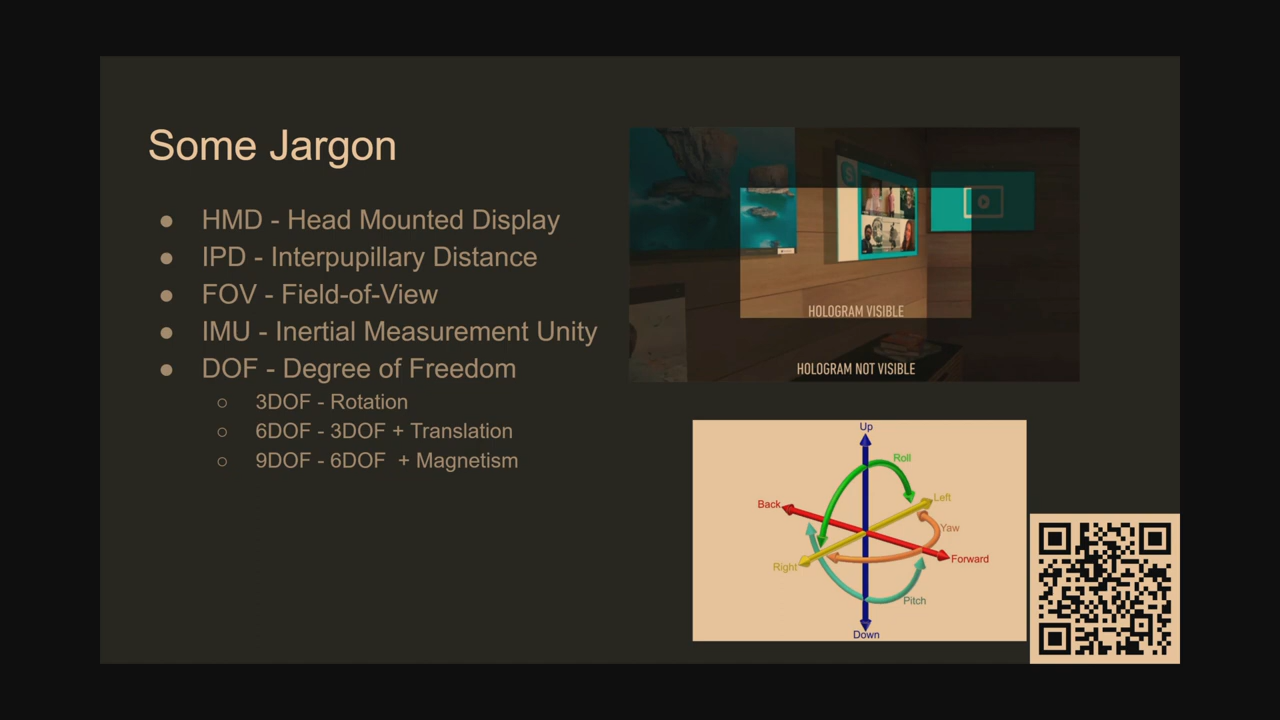 Some Jargon
● HMD - Head Mounted Display
● IPD - Interpupillary Distance
● FOV - Field-of-View
● IMU - Inertial Measurement Unity
● DOF - Degree of Freedom
○ 3DOF - Rotation
○ 6DOF - 3DOF + Translation
○ 9DOF - 6DOF + Magnetism
HOLOGRAM VISIBLE
HOLOGRAM NOT VISIBLE
Up
Roll
Left
Back
Yaw
Forward
Right
Pitch
Down